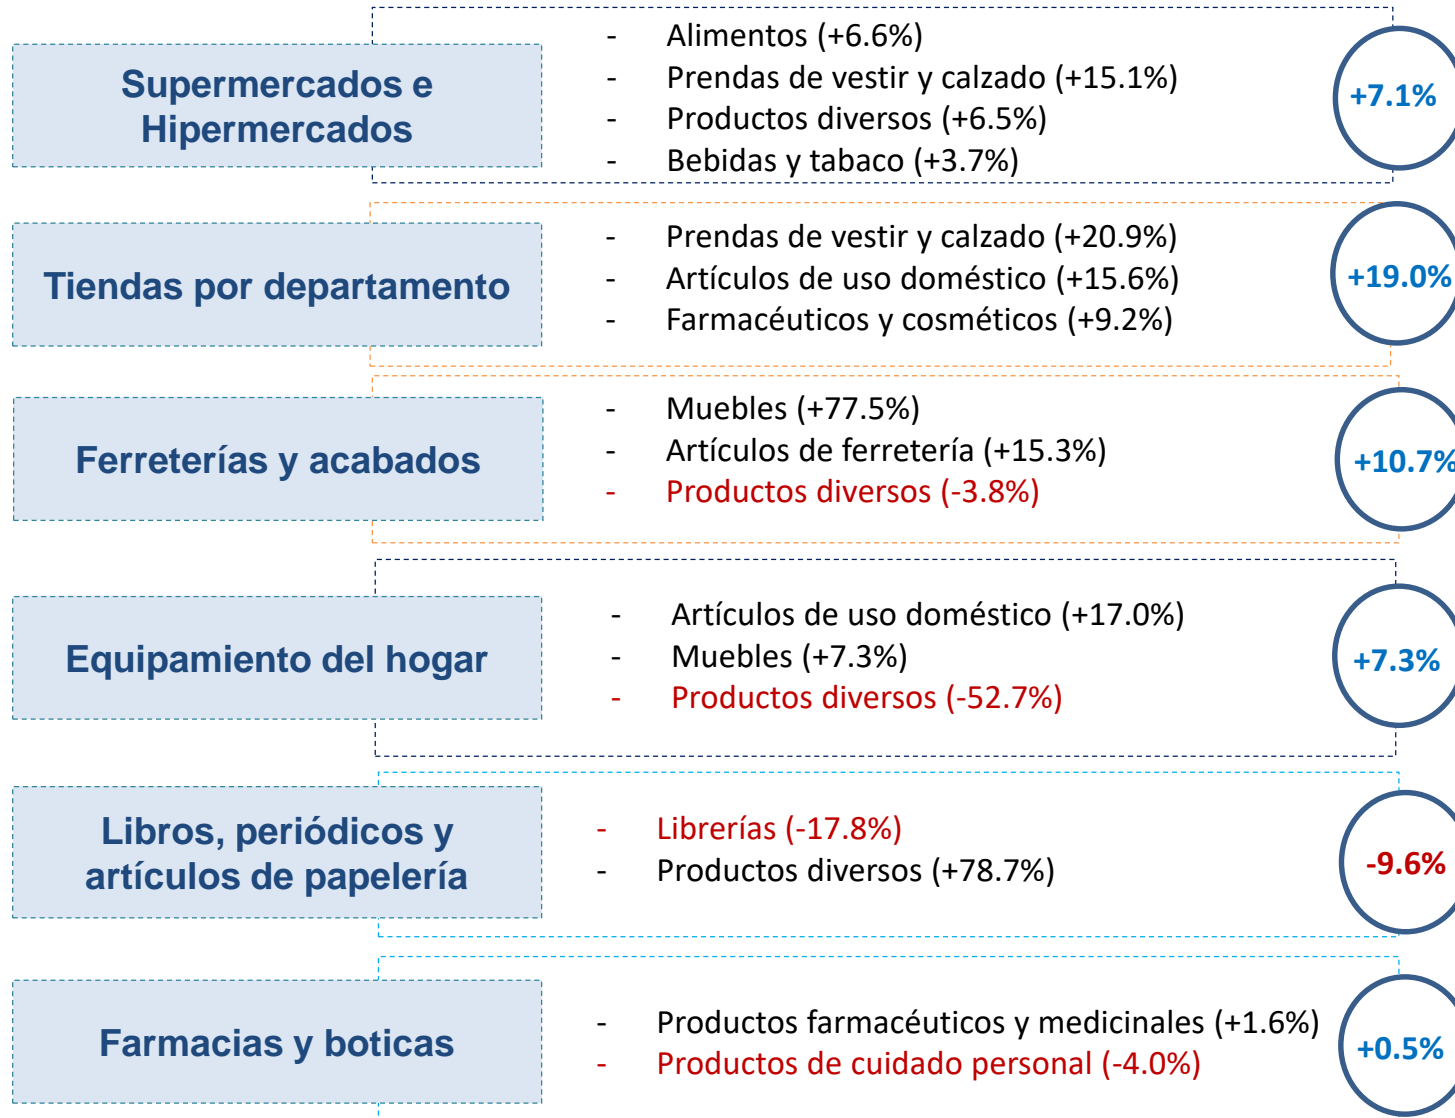 Supermercados e
Hipermercados
- Alimentos (+6.6%)
- Prendas de vestir y calzado (+15.1%)
- Productos diversos (+6.5%)
- Bebidas y tabaco (+3.7%)
+7.1%
Tiendas por departamento
- Prendas de vestir y calzado (+20.9%)
- Artículos de uso doméstico (+15.6%)
- Farmacéuticos y cosméticos (+9.2%)
+19.0%
Ferreterías y acabados
- Muebles (+77.5%)
- Artículos de ferretería (+15.3%)
- Productos diversos (-3.8%)
+10.7%
Equipamiento del hogar
- Artículos de uso doméstico (+17.0%)
- Muebles (+7.3%)
- Productos diversos (-52.7%)
+7.3%
Libros, periódicos y
artículos de papelería
- Librerías (-17.8%)
- Productos diversos (+78.7%)
-9.6%
Farmacias y boticas
- Productos farmacéuticos y medicinales (+1.6%)
- Productos de cuidado personal (-4.0%)
+0.5%